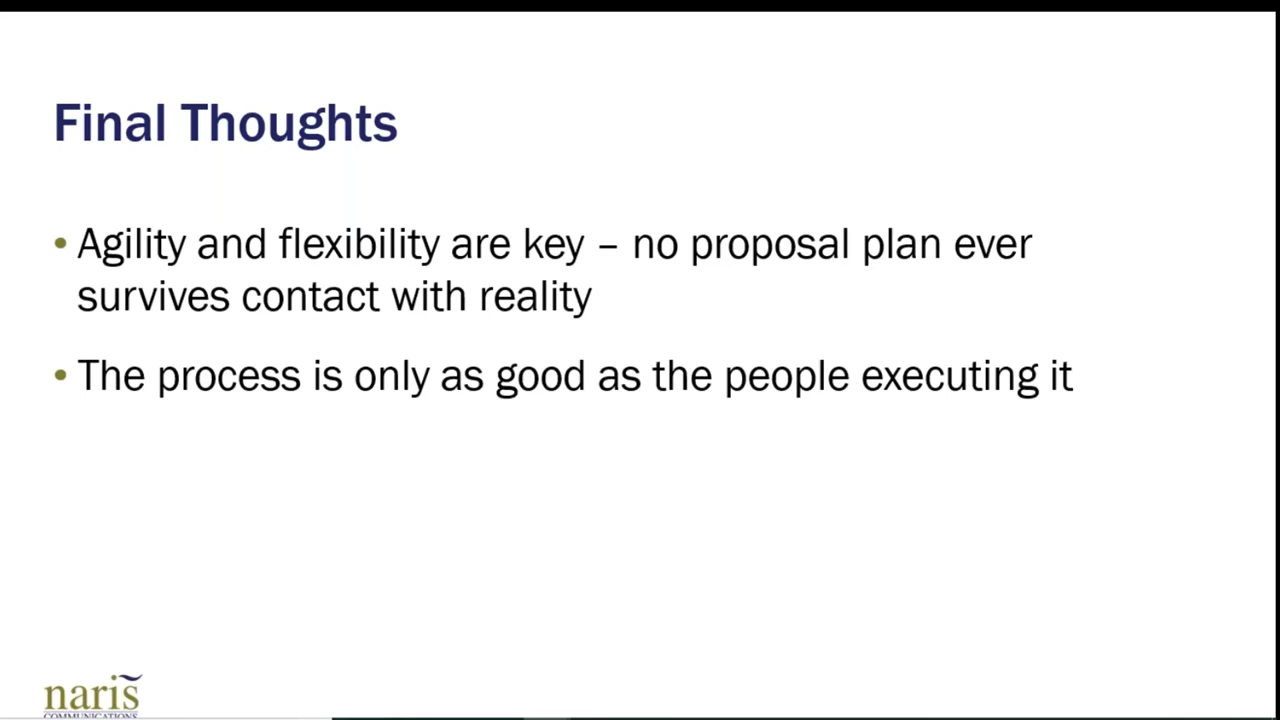 Final Thoughts
• Agility and flexibility are key – no proposal plan ever
survives contact with reality
• The process is only as good as the people executing it
naris
COMMUNICATIONS